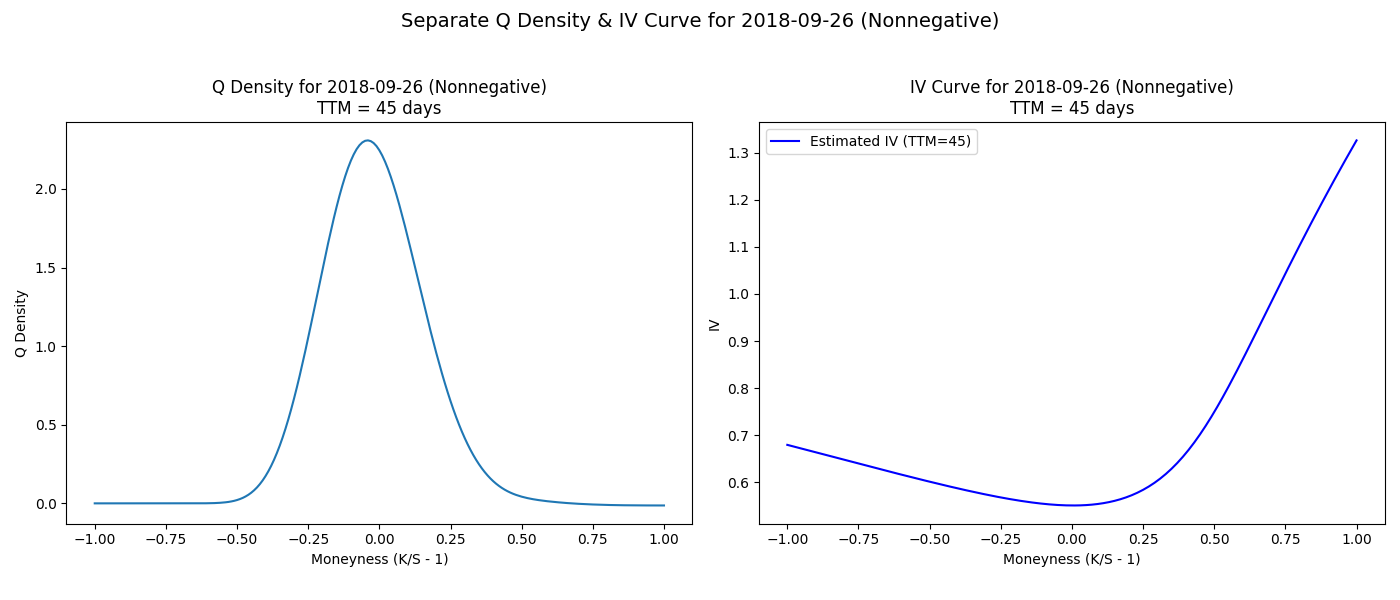 Separate Q Density & IV Curve for 2018-09-26 (Nonnegative)
Q Density for 2018-09-26 (Nonnegative)
TTM = 45 days
Q Density
2.0
1.5
1.0
0.5
0.0
−1.00 −0.75 −0.50 −0.25 0.00 0.25 0.50 0.75 1.00
Moneyness (K/S - 1)
IV Curve for 2018-09-26 (Nonnegative)
TTM = 45 days
Estimated IV (TTM=45)
IV
1.3
1.2
1.1
1.0
0.9
0.8
0.7
0.6
−1.00 −0.75 −0.50 −0.25 0.00 0.25 0.50 0.75 1.00
Moneyness (K/S - 1)